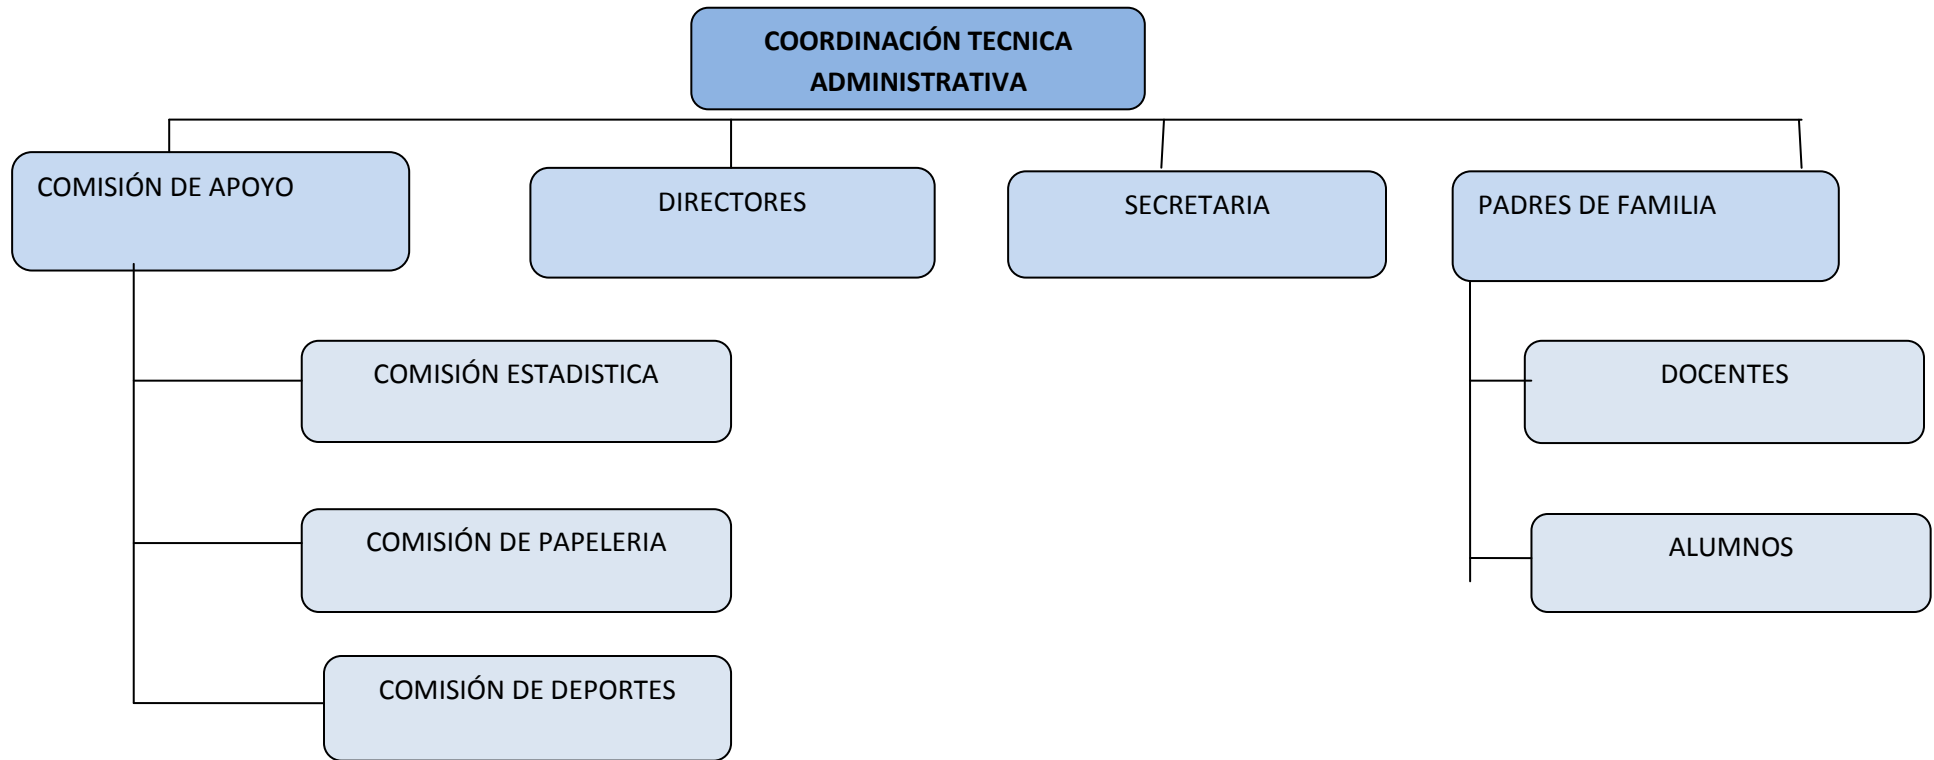 COORDINACIÓN TECNICA
ADMINISTRATIVA
COMISIÓN DE APOYO
DIRECTORES
SECRETARIA
PADRES DE FAMILIA
COMISIÓN ESTADISTICA
DOCENTES
COMISIÓN DE PAPELERIA
ALUMNOS
COMISIÓN DE DEPORTES